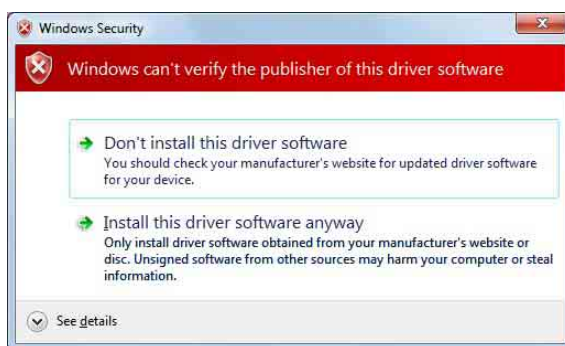 Windows Security
Windows can't verify the publisher of this driver software
Don't install this driver software
You should check your manufacturer's website for updated driver software
for your device.
Install this driver software anyway
Only install driver software obtained from your manufacturer's website or
disc. Unsigned software from other sources may harm your computer or steal
information.
See details